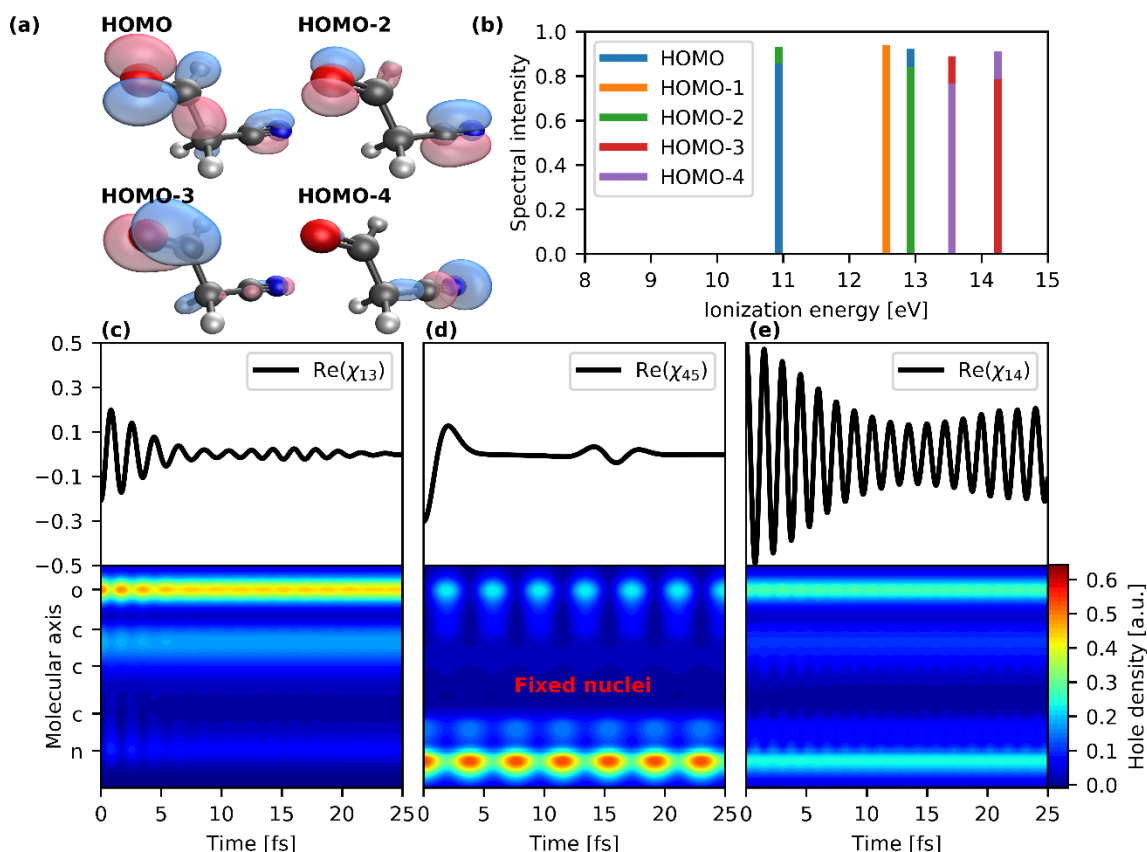 (a)
HOMO
HOMO-2
HOMO-3
HOMO-4
(b)
1.0
0.8
0.6
0.4
0.2
0.0
Spectral intensity
HOMO
HOMO-1
HOMO-2
HOMO-3
HOMO-4
8 9 10 11 12 13 14 15
Ionization energy [eV]
(c)
0.5
0.3
0.1
−0.1
−0.3
−0.5
Re(χ₁₃)
(d)
Re(χ₄₅)
(e)
Re(χ₁₄)
Molecular axis
o
c
c
c
n
0 5 10 15 20 25
Time [fs]
Fixed nuclei
0 5 10 15 20 25
Time [fs]
0 5 10 15 20 25
Time [fs]
0.6
0.5
0.4
0.3
0.2
0.1
0.0
Hole density [a.u.]